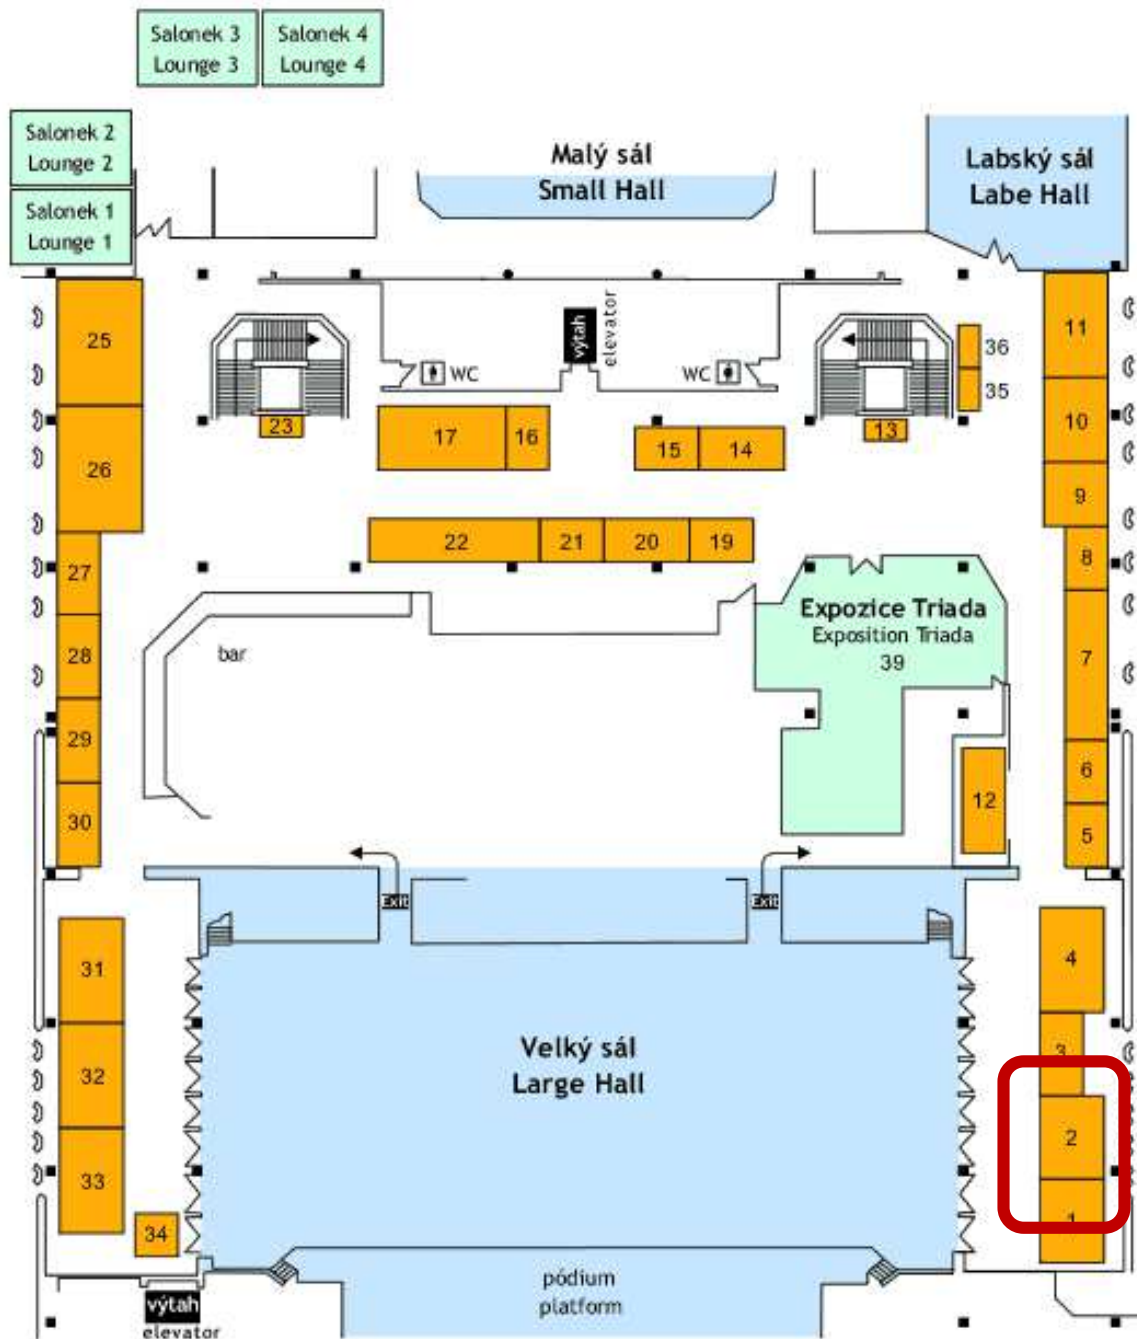 Salonek 3
Lounge 3
Salonek 4
Lounge 4
Salonek 2
Lounge 2
Salonek 1
Lounge 1
Malý sál
Small Hall
Labský sál
Labe Hall
25
výtah
elevator
11
36
35
WC
WC
10
23
17
16
15
14
13
26
9
22
21
20
19
8
27
Expozice Triada
Exposition Triada
39
bar
28
7
29
6
12
30
5
Exit
Exit
31
4
Velký sál
Large Hall
3
32
2
33
1
34
pódium
platform
výtah
elevator